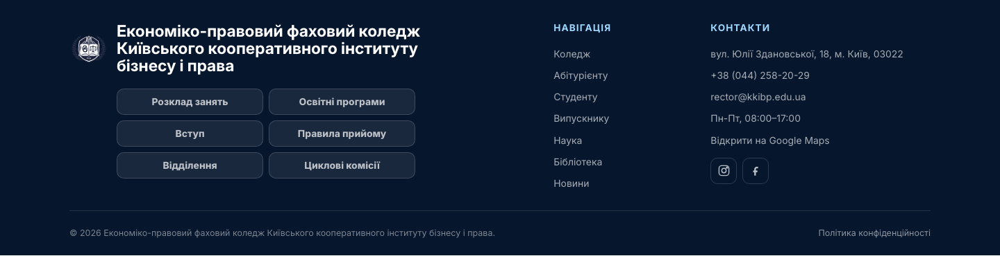 Економіко-правовий фаховий коледж
Київського кооперативного інституту
бізнесу і права
Розклад занять
Освітні програми
Вступ
Правила прийому
Відділення
Циклові комісії
НАВІГАЦІЯ
Коледж
Абітурієнту
Студенту
Випускнику
Наука
Бібліотека
Новини
КОНТАКТИ
вул. Юлії Здановської, 18, м. Київ, 03022
+38 (044) 258-20-29
rector@kkibp.edu.ua
Пн-Пт, 08:00–17:00
Відкрити на Google Maps
© 2026 Економіко-правовий фаховий коледж Київського кооперативного інституту бізнесу і права.
Політика конфіденційності